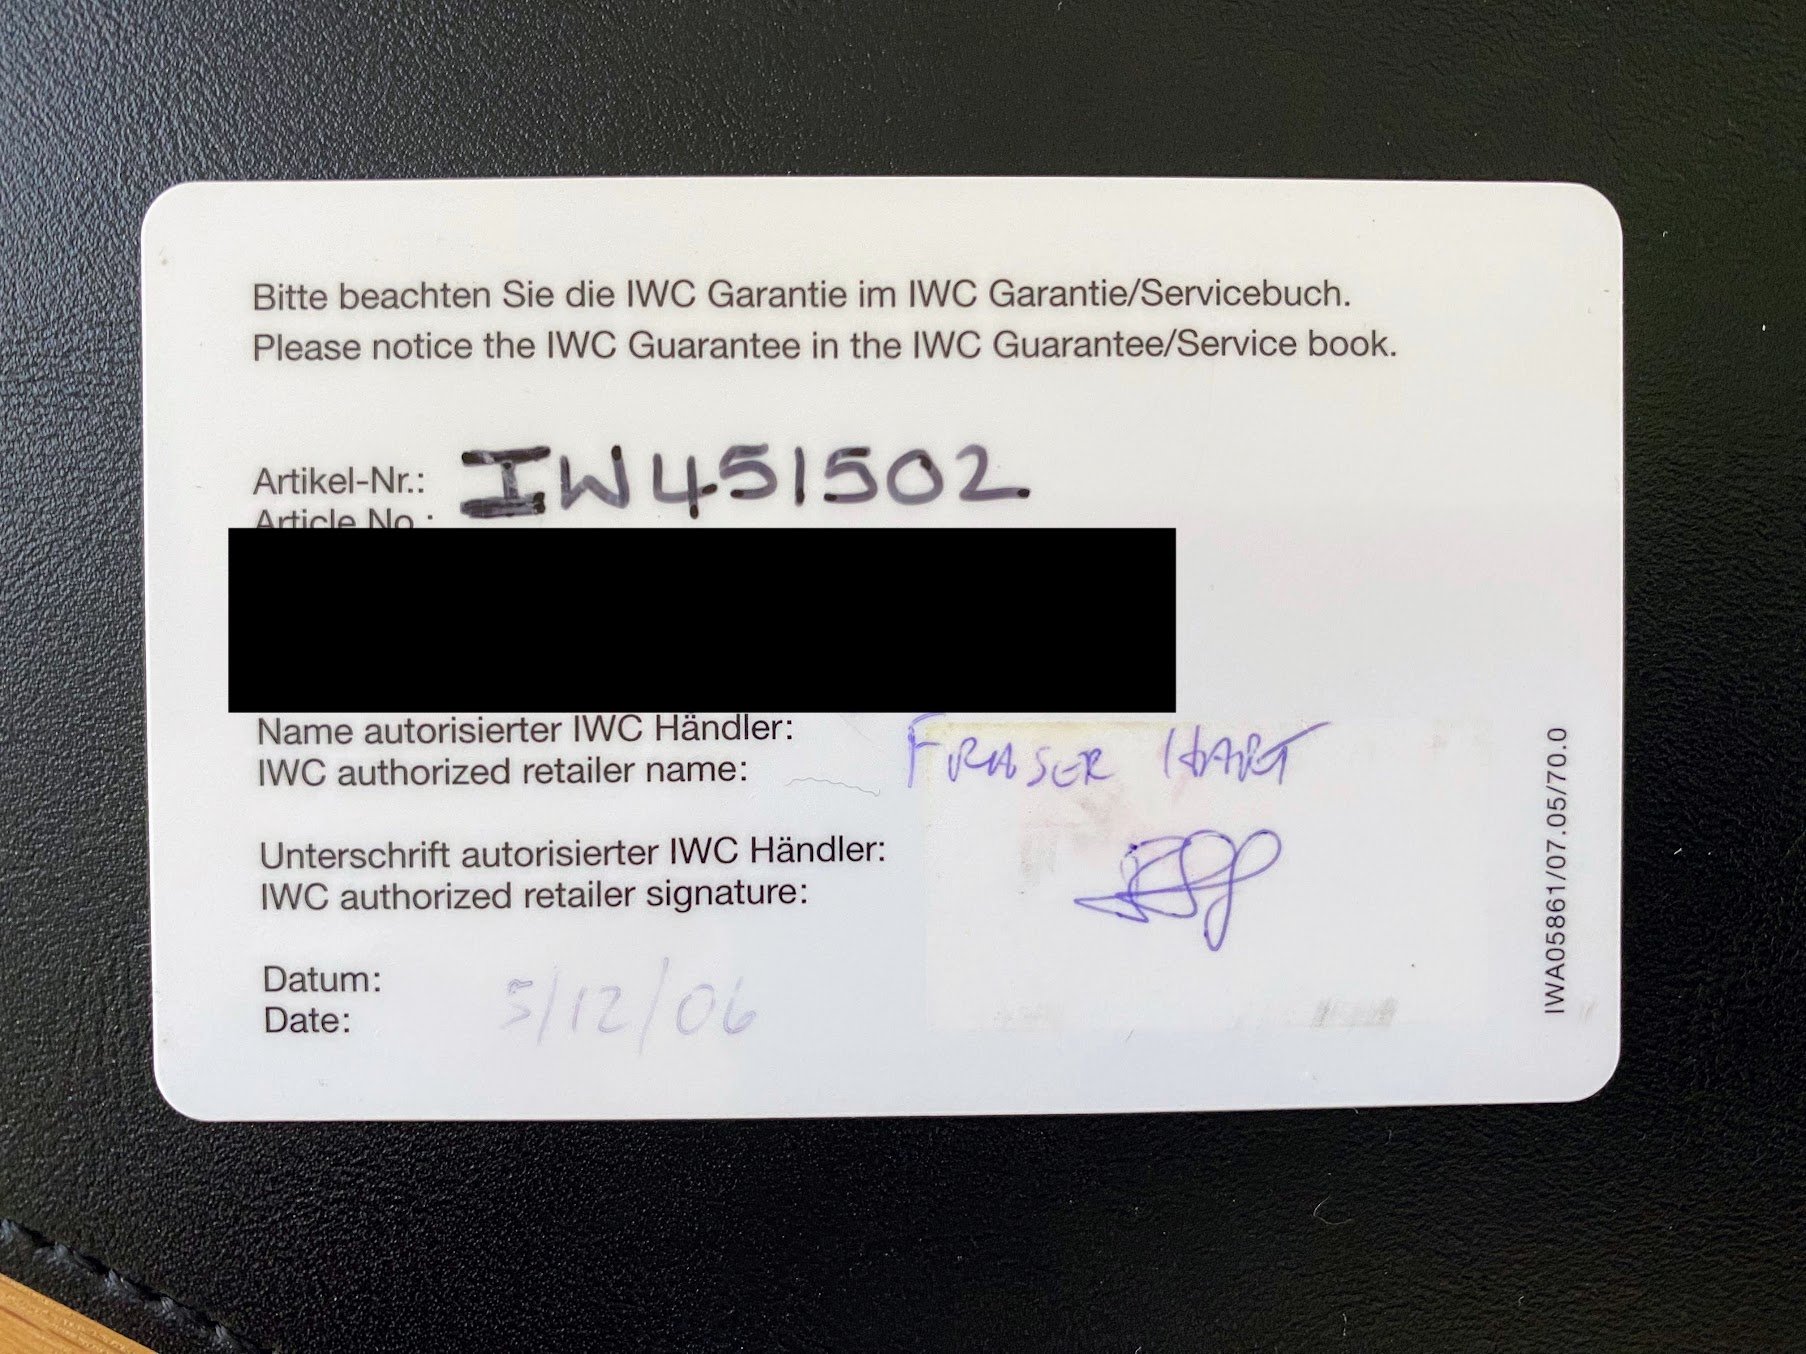 Bitte beachten Sie die IWC Garantie im IWC Garantie/Servicebuch.
Please notice the IWC Guarantee in the IWC Guarantee/Service book.
Artikel-Nr.: IW451502
Article No.:
Name autorisierter IWC Händler:
IWC authorized retailer name: FRASER HART
Unterschrift autorisierter IWC Händler:
IWC authorized retailer signature:
Datum:
Date: 5/12/06
IWA05861/07.05/70.0